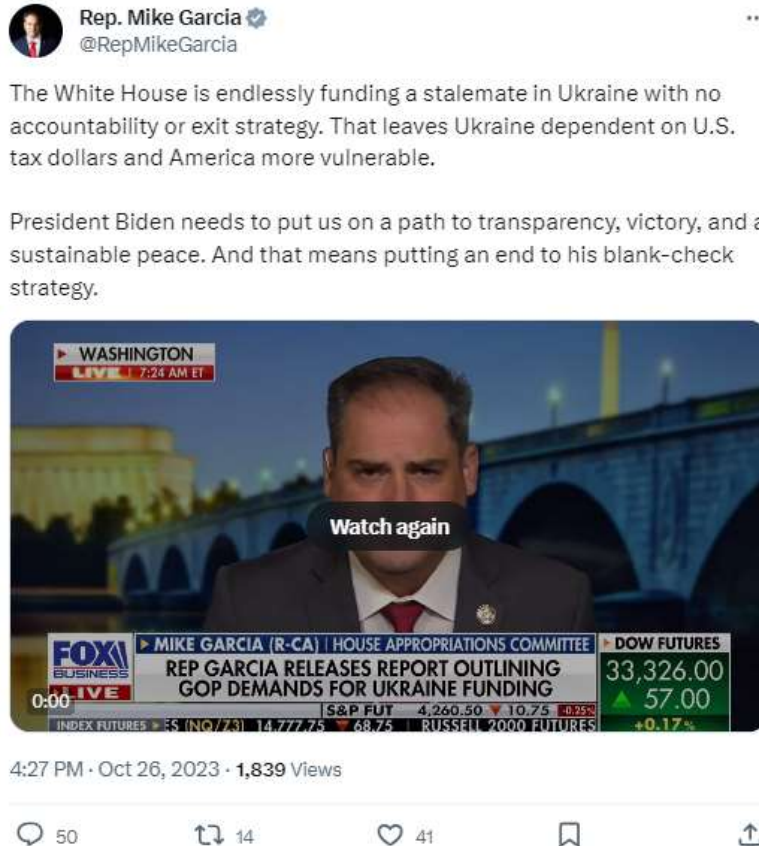 Rep. Mike Garcia
@RepMikeGarcia
The White House is endlessly funding a stalemate in Ukraine with no
accountability or exit strategy. That leaves Ukraine dependent on U.S.
tax dollars and America more vulnerable.
President Biden needs to put us on a path to transparency, victory, and a
sustainable peace. And that means putting an end to his blank-check
strategy.
WASHINGTON
LIVE 7:24 AM ET
Watch again
FOX BUSINESS
LIVE
MIKE GARCIA (R-CA) | HOUSE APPROPRIATIONS COMMITTEE
REP GARCIA RELEASES REPORT OUTLINING
GOP DEMANDS FOR UKRAINE FUNDING
DOW FUTURES
33,326.00
57.00
+0.17%
0:00
S&P FUT 4,260.50 10.75 -0.25%
INDEX FUTURES ES (NQ/Z3) 14,777.75 68.75 RUSSELL 2000 FUTURES
4:27 PM · Oct 26, 2023 · 1,839 Views
50 14 41